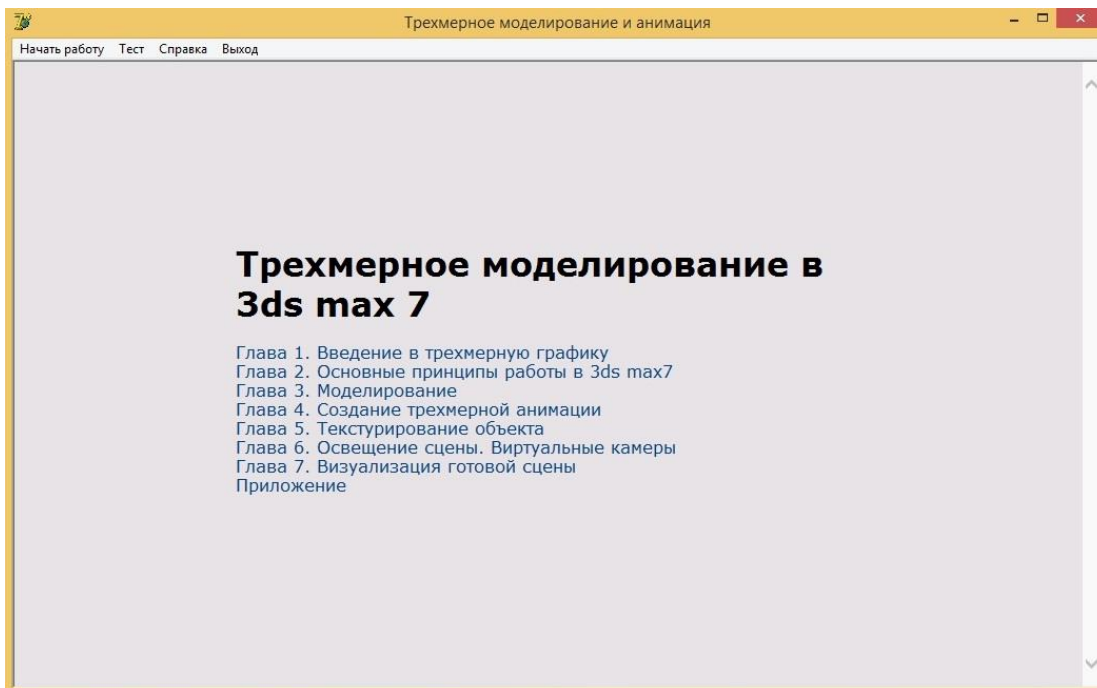 Трехмерное моделирование и анимация
Начать работу Тест Справка Выход
Трехмерное моделирование в
3ds max 7
Глава 1. Введение в трехмерную графику
Глава 2. Основные принципы работы в 3ds max7
Глава 3. Моделирование
Глава 4. Создание трехмерной анимации
Глава 5. Текстурирование объекта
Глава 6. Освещение сцены. Виртуальные камеры
Глава 7. Визуализация готовой сцены
Приложение